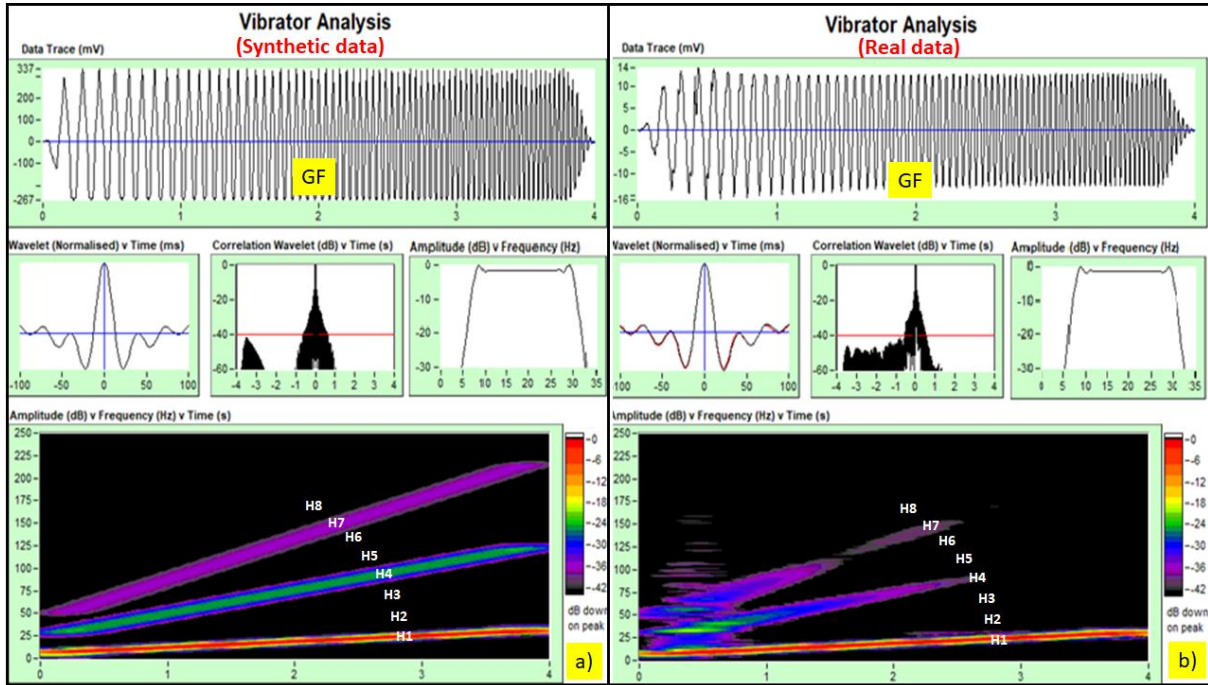 Vibrator Analysis
(Synthetic data)
Data Trace (mV)
337
300
200
100
0
-100
-267
GF
0 1 2 3 4
Wavelet (Normalised) v Time (ms)
-100 -50 0 50 100
Correlation Wavelet (dB) v Time (s)
0
-20
-40
-60
-4 -3 -2 -1 0 1 2 3 4
Amplitude (dB) v Frequency (Hz)
0
-10
-20
-30
0 5 10 15 20 25 30 35
Amplitude (dB) v Frequency (Hz) v Time (s)
250
225
200
175
150
125
100
75
50
25
0
H8
H7
H6
H5
H4
H3
H2
H1
0 1 2 3 4
0
-6
-12
-18
-24
-30
-36
-42
dB down
on peak
a)
Vibrator Analysis
(Real data)
Data Trace (mV)
14
10
5
0
-5
-10
-16
GF
0 1 2 3 4
Wavelet (Normalised) v Time (ms)
-100 -50 0 50 100
Correlation Wavelet (dB) v Time (s)
0
-20
-40
-60
-4 -3 -2 -1 0 1 2 3 4
Amplitude (dB) v Frequency (Hz)
0
-10
-20
-30
0 5 10 15 20 25 30 35
Amplitude (dB) v Frequency (Hz) v Time (s)
250
225
200
175
150
125
100
75
50
25
0
H8
H7
H6
H5
H4
H3
H2
H1
0 1 2 3 4
0
-6
-12
-18
-24
-30
-36
-42
dB down
on peak
b)